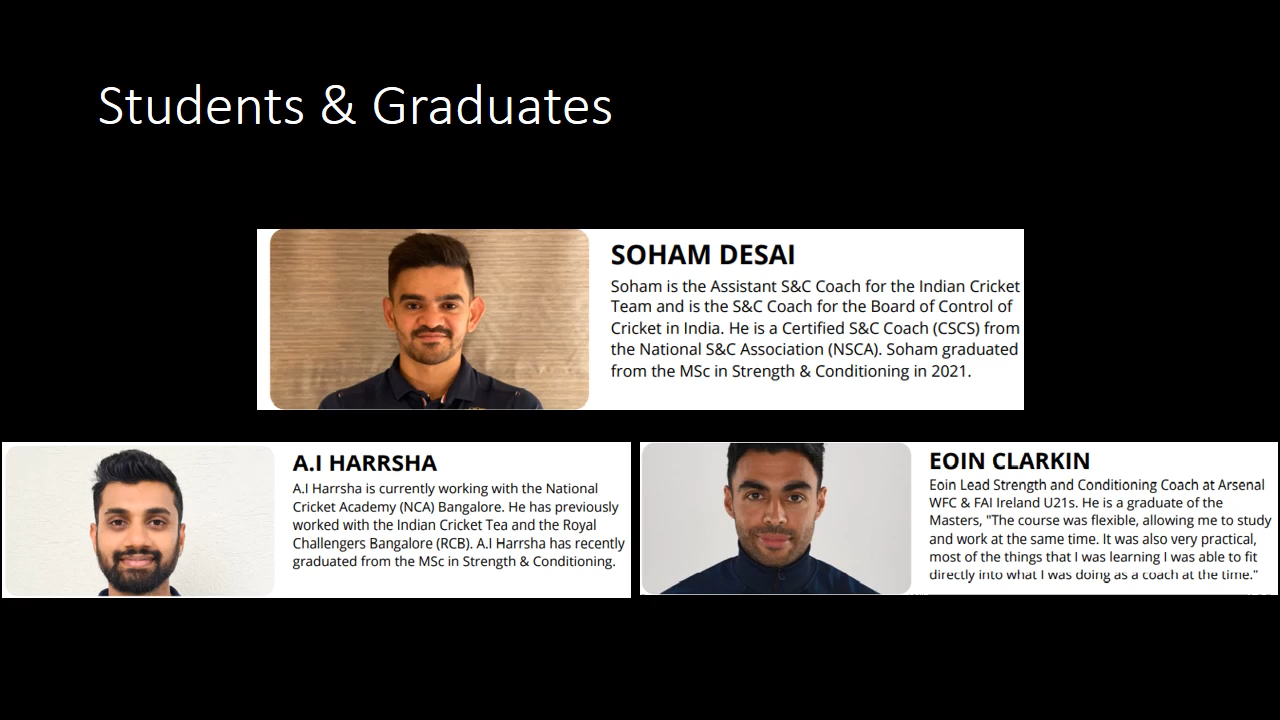 Students & Graduates
SOHAM DESAI
Soham is the Assistant S&C Coach for the Indian Cricket
Team and is the S&C Coach for the Board of Control of
Cricket in India. He is a Certified S&C Coach (CSCS) from
the National S&C Association (NSCA). Soham graduated
from the MSc in Strength & Conditioning in 2021.
A.I HARRSHA
A.I Harrsha is currently working with the National
Cricket Academy (NCA) Bangalore. He has previously
worked with the Indian Cricket Tea and the Royal
Challengers Bangalore (RCB). A.I Harrsha has recently
graduated from the MSc in Strength & Conditioning.
EOIN CLARKIN
Eoin Lead Strength and Conditioning Coach at Arsenal
WFC & FAI Ireland U21s. He is a graduate of the
Masters, "The course was flexible, allowing me to study
and work at the same time. It was also very practical,
most of the things that I was learning I was able to fit
directly into what I was doing as a coach at the time."